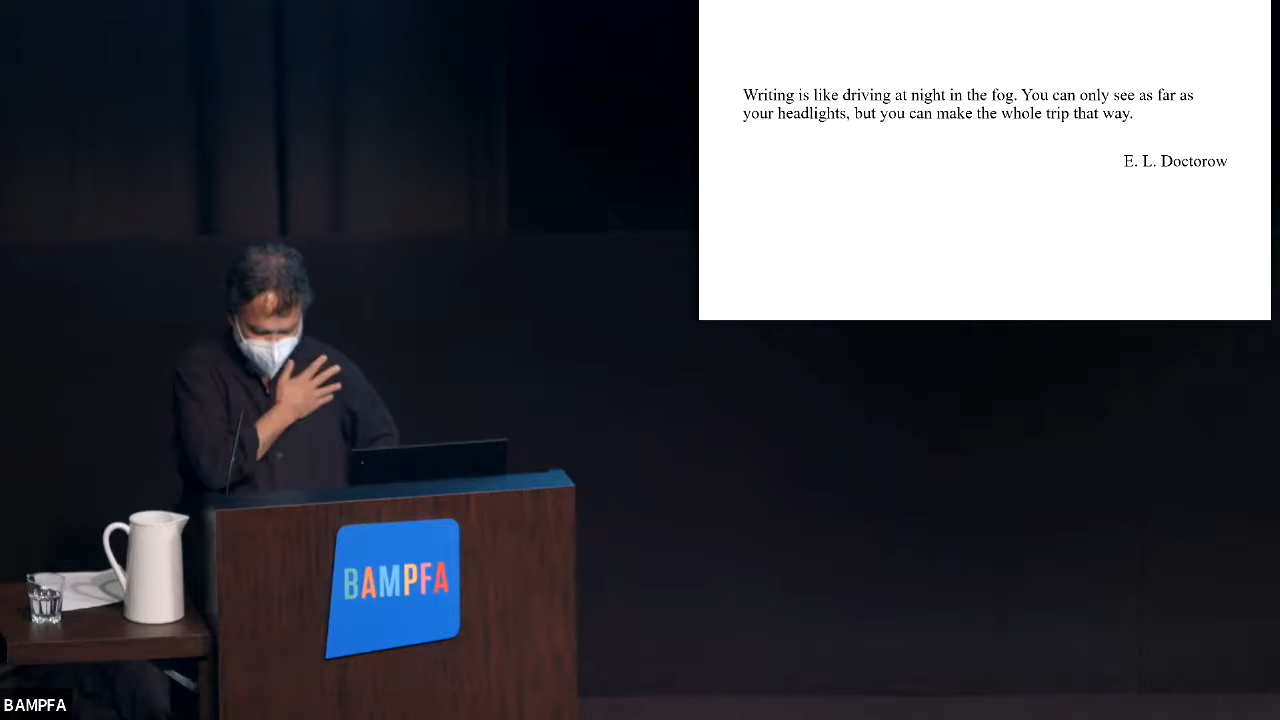 Writing is like driving at night in the fog. You can only see as far as
your headlights, but you can make the whole trip that way.
E. L. Doctorow
BAMPFA
BAMPFA